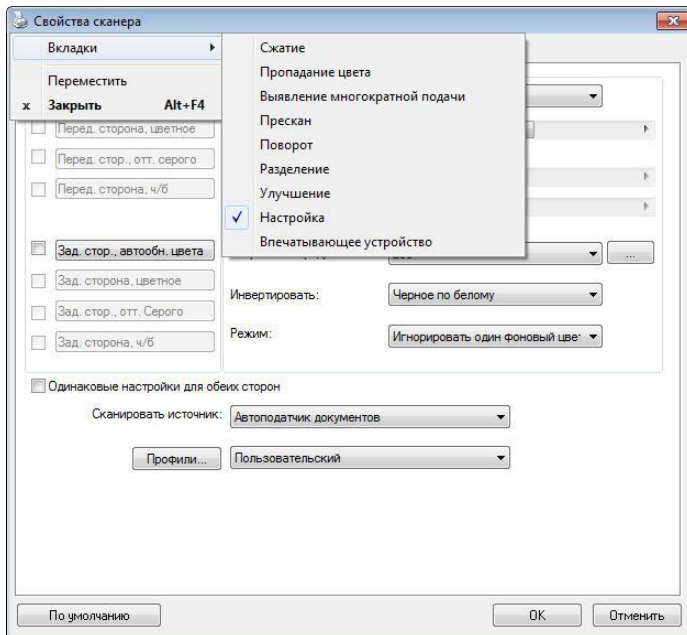 Свойства сканера
Вкладки
Переместить
x Закрыть Alt+F4
Сжатие
Пропадание цвета
Выявление многократной подачи
Прескан
Поворот
Разделение
Улучшение
Настройка
Впечатывающее устройство
Перед. сторона, цветное
Перед. стор., отт. серого
Перед. сторона, ч/б
Зад. стор., автообн. цвета
...
Зад. сторона, цветное
Инвертировать: Черное по белому
Зад. стор., отт. Серого
Режим: Игнорировать один фоновый цве
Зад. сторона, ч/б
Одинаковые настройки для обеих сторон
Сканировать источник: Автоподатчик документов
Профили... Пользовательский
По умолчанию OK Отменить